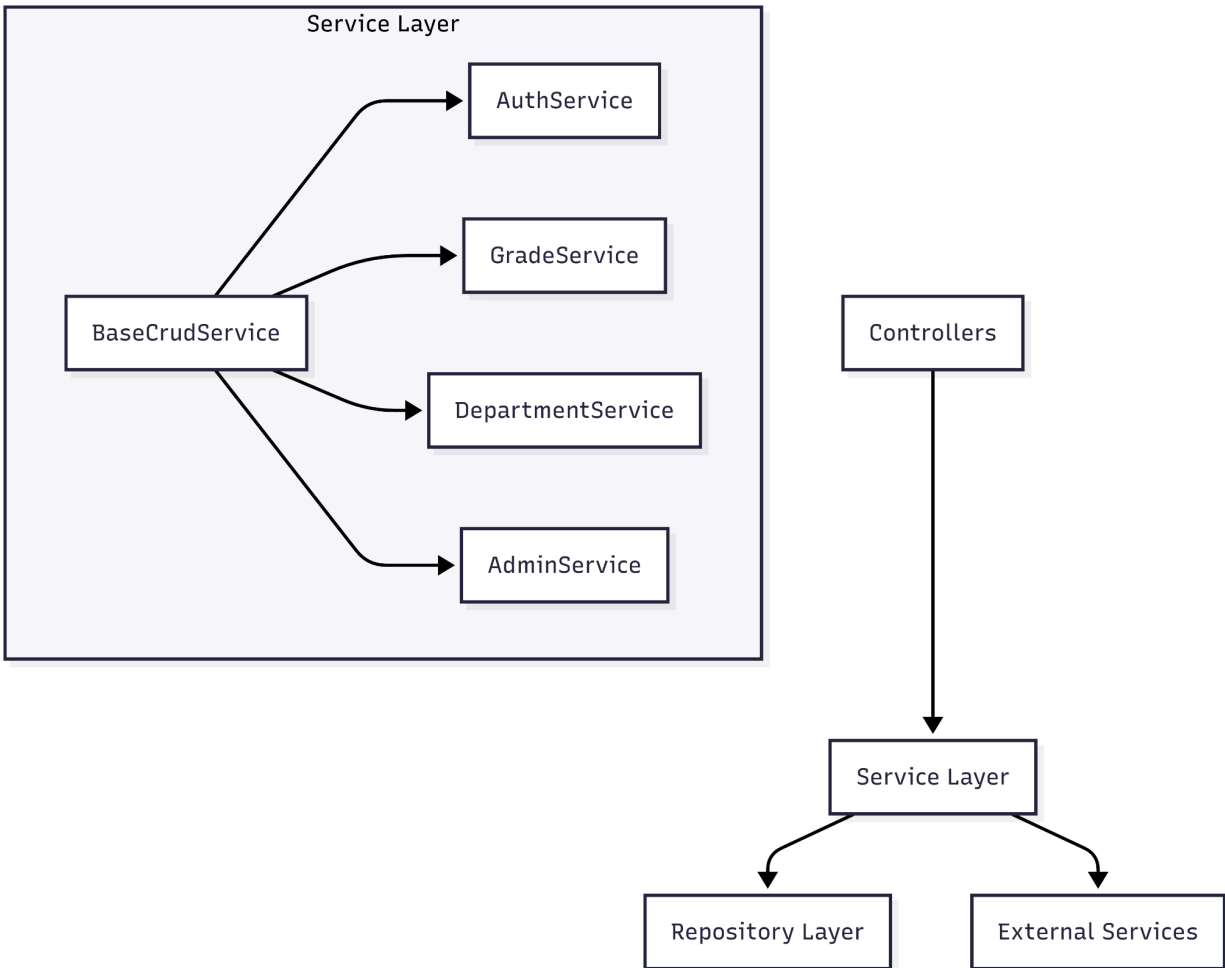 Service Layer
AuthService
GradeService
BaseCrudService
DepartmentService
AdminService
Controllers
Service Layer
Repository Layer
External Services